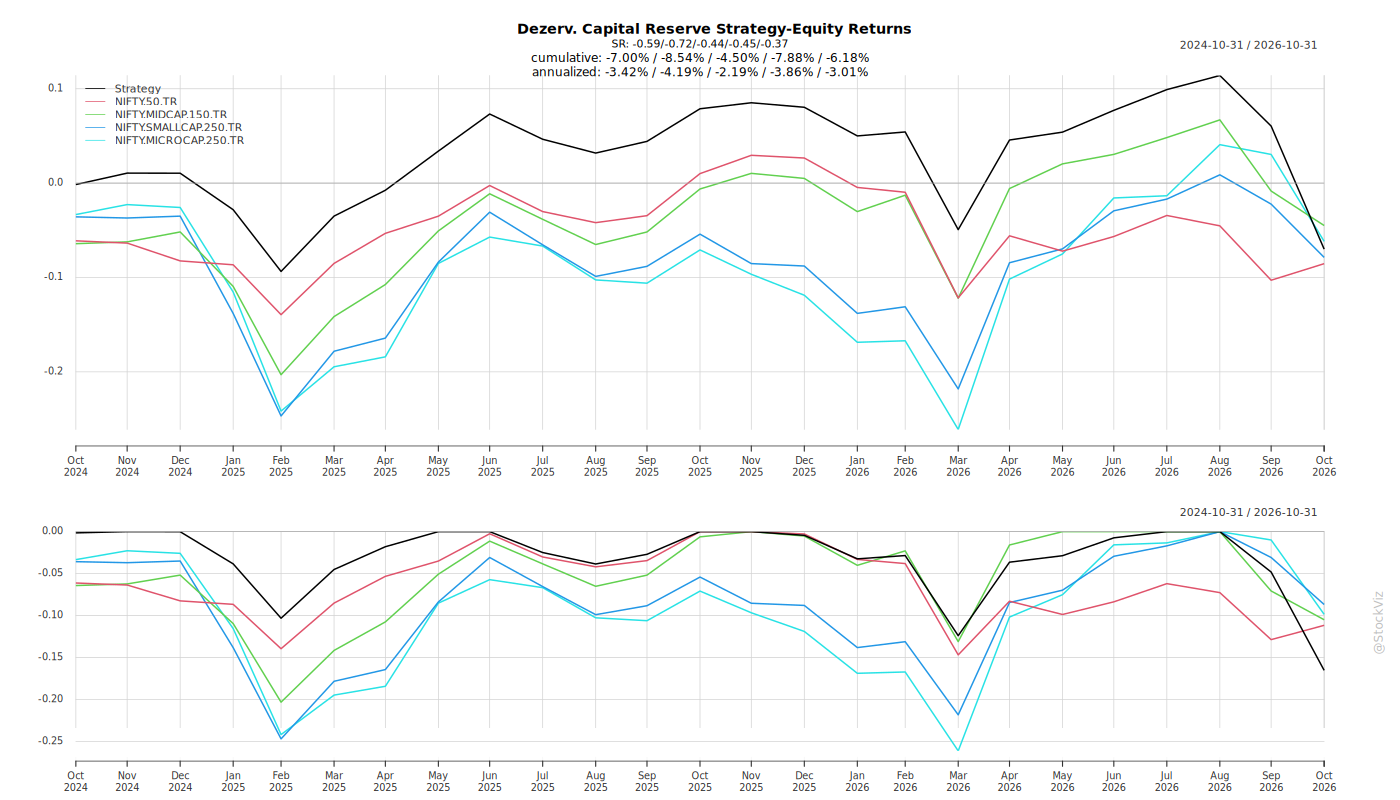 Dezerv. Capital Reserve Strategy-Equity Returns
SR: -0.59/-0.72/-0.44/-0.45/-0.37
cumulative: -7.00% / -8.54% / -4.50% / -7.88% / -6.18%
annualized: -3.42% / -4.19% / -2.19% / -3.86% / -3.01%
2024-10-31 / 2026-10-31
Strategy
NIFTY.50.TR
NIFTY.MIDCAP.150.TR
NIFTY.SMALLCAP.250.TR
NIFTY.MICROCAP.250.TR
0.1
0.0
-0.1
-0.2
Oct Nov Dec Jan Feb Mar Apr May Jun Jul Aug Sep Oct Nov Dec Jan Feb Mar Apr May Jun Jul Aug Sep Oct
2024 2024 2024 2025 2025 2025 2025 2025 2025 2025 2025 2025 2025 2025 2025 2026 2026 2026 2026 2026 2026 2026 2026 2026 2026
2024-10-31 / 2026-10-31
0.00
-0.05
-0.10
-0.15
-0.20
-0.25
Oct Nov Dec Jan Feb Mar Apr May Jun Jul Aug Sep Oct Nov Dec Jan Feb Mar Apr May Jun Jul Aug Sep Oct
2024 2024 2024 2025 2025 2025 2025 2025 2025 2025 2025 2025 2025 2025 2025 2026 2026 2026 2026 2026 2026 2026 2026 2026 2026
@StockViz